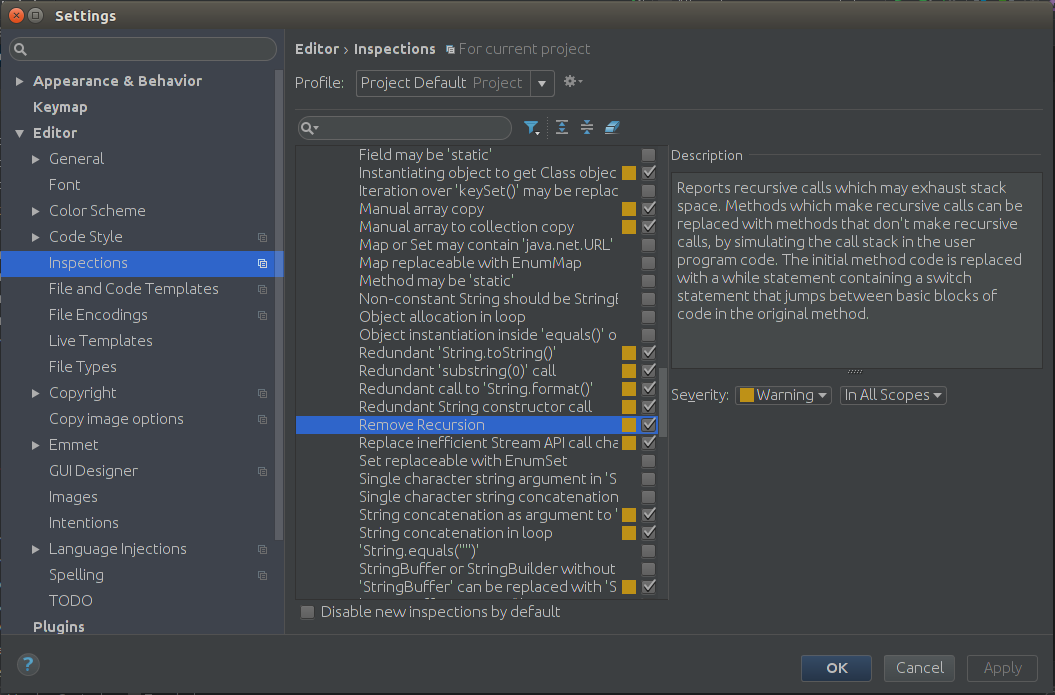 Settings
Appearance & Behavior
Keymap
Editor
General
Font
Color Scheme
Code Style
Inspections
File and Code Templates
File Encodings
Live Templates
File Types
Copyright
Copy image options
Emmet
GUI Designer
Images
Intentions
Language Injections
Spelling
TODO
Plugins
Editor › Inspections For current project
Profile: Project Default Project
Field may be 'static'
Instantiating object to get Class objec
Iteration over 'keySet()' may be replac
Manual array copy
Manual array to collection copy
Map or Set may contain 'java.net.URL'
Map replaceable with EnumMap
Method may be 'static'
Non-constant String should be StringB
Object allocation in loop
Object instantiation inside 'equals()' o
Redundant 'String.toString()'
Redundant 'substring(0)' call
Redundant call to 'String.format()'
Redundant String constructor call
Remove Recursion
Replace inefficient Stream API call cha
Set replaceable with EnumSet
Single character string argument in 'S
Single character string concatenation
String concatenation as argument to '
String concatenation in loop
'String.equals("")'
StringBuffer or StringBuilder without
'StringBuffer' can be replaced with 'S
Disable new inspections by default
Description
Reports recursive calls which may exhaust stack
space. Methods which make recursive calls can be
replaced with methods that don't make recursive
calls, by simulating the call stack in the user
program code. The initial method code is replaced
with a while statement containing a switch
statement that jumps between basic blocks of
code in the original method.
Severity: Warning In All Scopes
?
OK Cancel Apply